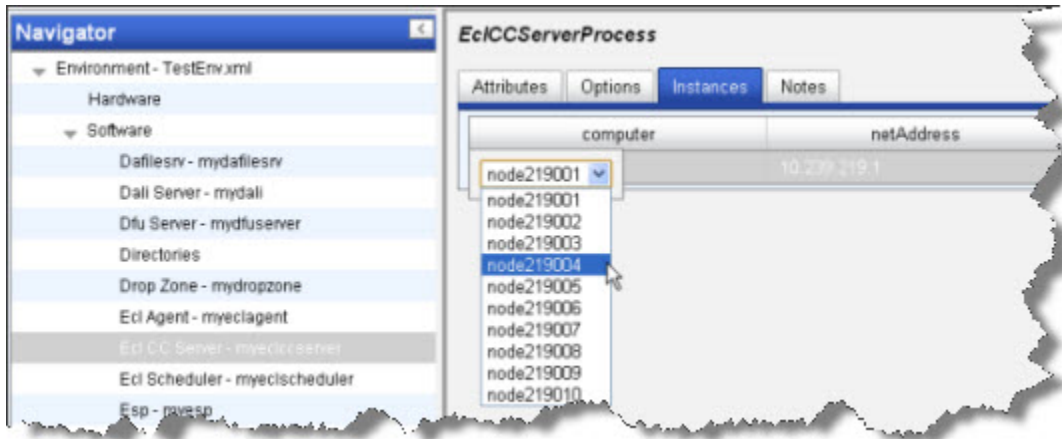 Navigator
Environment - TestEnv.xml
Hardware
Software
Dafilesrv - mydafilesrv
Dali Server - mydali
Dfu Server - mydfuserver
Directories
Drop Zone - mydropzone
Ecl Agent - myeclagent
Ecl CC Server - myeclccserver
Ecl Scheduler - myeclscheduler
Esp - myesp
EclCCServerProcess
Attributes Options Instances Notes
computer netAddress
node219001 10.239.219.1
node219001
node219002
node219003
node219004
node219005
node219006
node219007
node219008
node219009
node219010